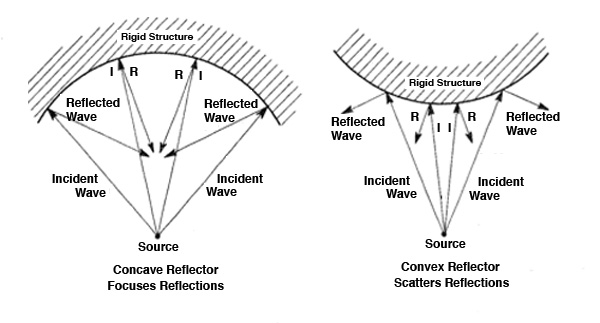 Rigid Structure
I R
R I
Reflected
Wave
Reflected
Wave
Incident
Wave
Incident
Wave
Source
Concave Reflector
Focuses Reflections
Rigid Structure
Reflected
Wave
R
I I
R
Reflected
Wave
Incident
Wave
Incident
Wave
Source
Convex Reflector
Scatters Reflections